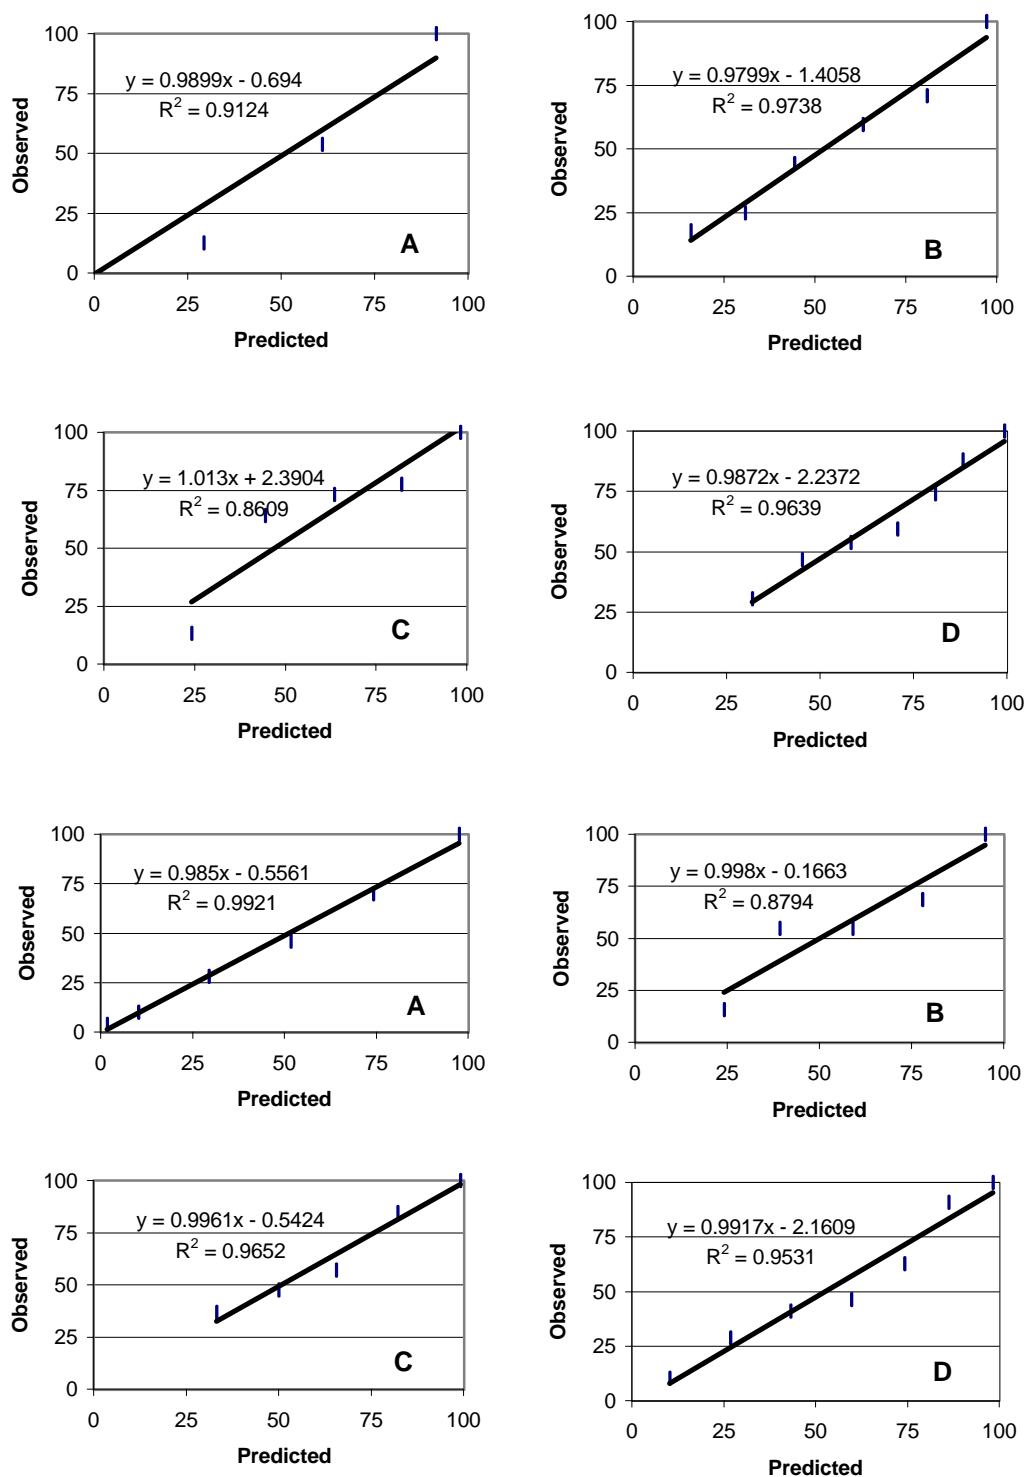 100
75
50
25
0
Observed
y = 0.9899x - 0.694
R² = 0.9124
A
0 25 50 75 100
Predicted
100
75
50
25
0
Observed
y = 0.9799x - 1.4058
R² = 0.9738
B
0 25 50 75 100
Predicted
100
75
50
25
0
Observed
y = 1.013x + 2.3904
R² = 0.8609
C
0 25 50 75 100
Predicted
100
75
50
25
0
Observed
y = 0.9872x - 2.2372
R² = 0.9639
D
0 25 50 75 100
Predicted
100
75
50
25
0
Observed
y = 0.985x - 0.5561
R² = 0.9921
A
0 25 50 75 100
Predicted
100
75
50
25
0
Observed
y = 0.998x - 0.1663
R² = 0.8794
B
0 25 50 75 100
Predicted
100
75
50
25
0
Observed
y = 0.9961x - 0.5424
R² = 0.9652
C
0 25 50 75 100
Predicted
100
75
50
25
0
Observed
y = 0.9917x - 2.1609
R² = 0.9531
D
0 25 50 75 100
Predicted